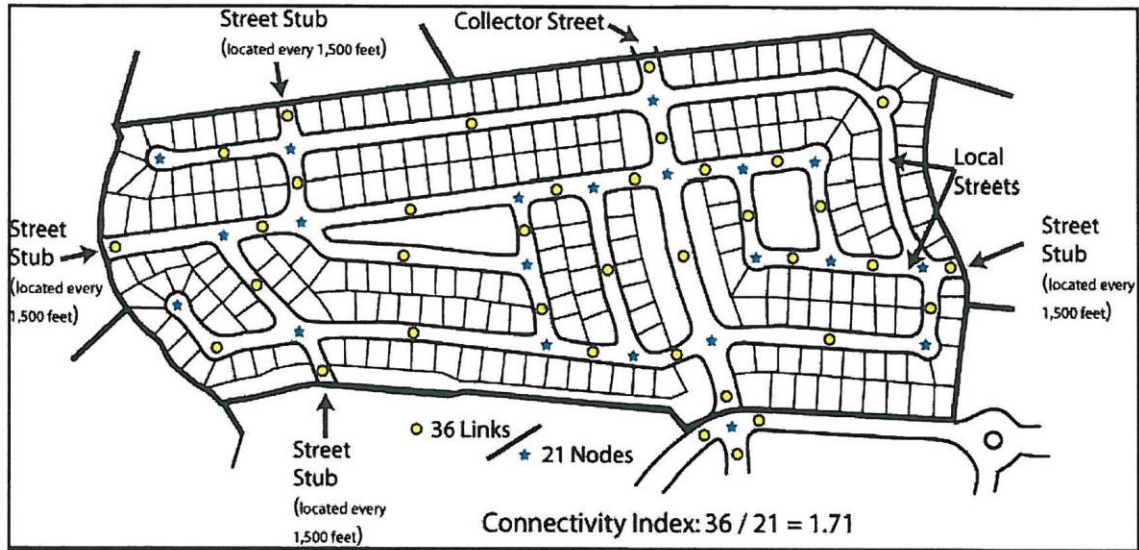 Street Stub
(located every 1,500 feet)
Collector Street
Local
Streets
Street
Stub
(located every
1,500 feet)
Street
Stub
(located every
1,500 feet)
36 Links
21 Nodes
Street
Stub
(located every
1,500 feet)
Connectivity Index: 36 / 21 = 1.71